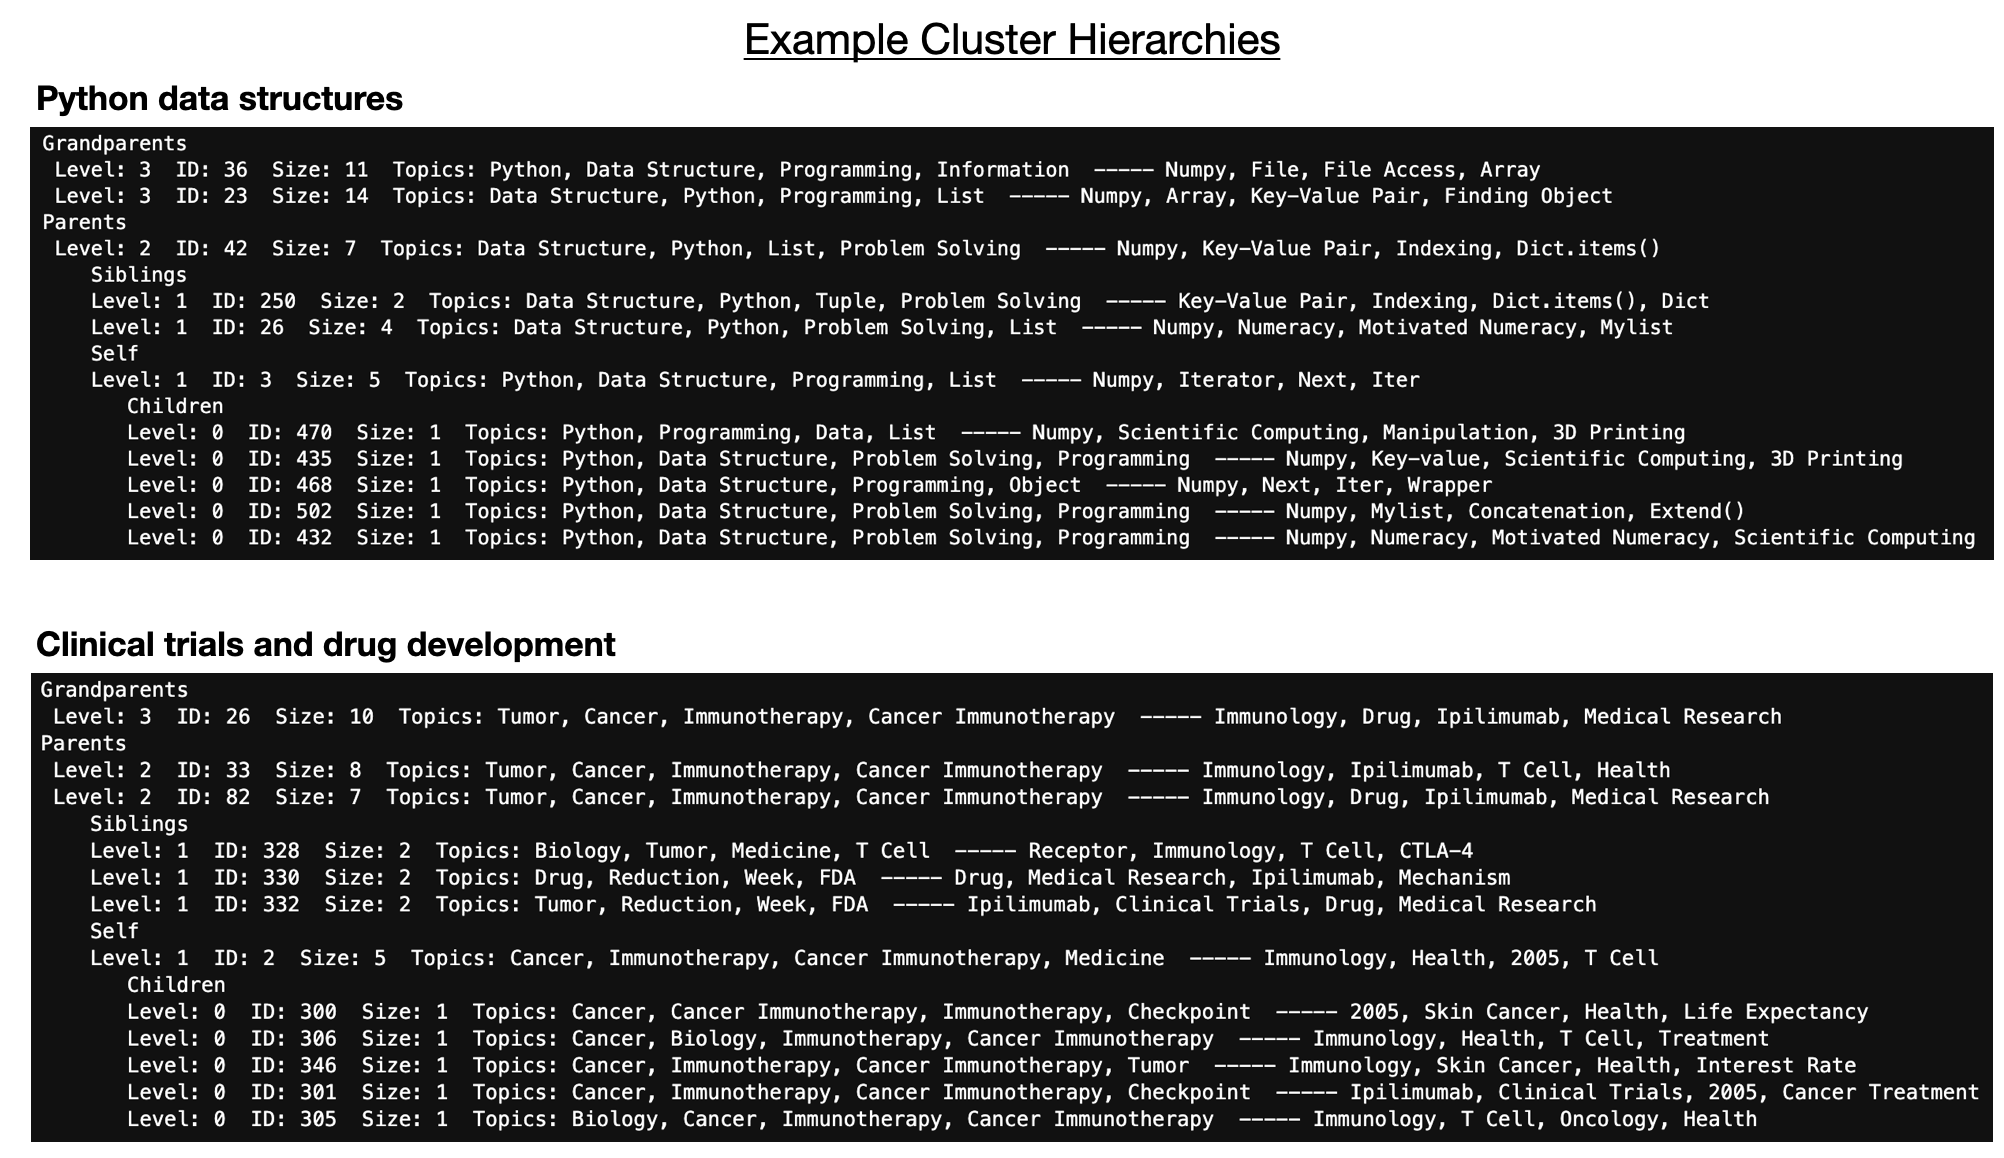 Example Cluster Hierarchies
Python data structures
Grandparents
Level: 3  ID: 36  Size: 11  Topics: Python, Data Structure, Programming, Information  ----- Numpy, File, File Access, Array
Level: 3  ID: 23  Size: 14  Topics: Data Structure, Python, Programming, List  ----- Numpy, Array, Key-Value Pair, Finding Object
Parents
Level: 2  ID: 42  Size: 7  Topics: Data Structure, Python, List, Problem Solving  ----- Numpy, Key-Value Pair, Indexing, Dict.items()
Siblings
Level: 1  ID: 250  Size: 2  Topics: Data Structure, Python, Tuple, Problem Solving  ----- Key-Value Pair, Indexing, Dict.items(), Dict
Level: 1  ID: 26  Size: 4  Topics: Data Structure, Python, Problem Solving, List  ----- Numpy, Numeracy, Motivated Numeracy, Mylist
Self
Level: 1  ID: 3  Size: 5  Topics: Python, Data Structure, Programming, List  ----- Numpy, Iterator, Next, Iter
Children
Level: 0  ID: 470  Size: 1  Topics: Python, Programming, Data, List  ----- Numpy, Scientific Computing, Manipulation, 3D Printing
Level: 0  ID: 435  Size: 1  Topics: Python, Data Structure, Problem Solving, Programming  ----- Numpy, Key-value, Scientific Computing, 3D Printing
Level: 0  ID: 468  Size: 1  Topics: Python, Data Structure, Programming, Object  ----- Numpy, Next, Iter, Wrapper
Level: 0  ID: 502  Size: 1  Topics: Python, Data Structure, Problem Solving, Programming  ----- Numpy, Mylist, Concatenation, Extend()
Level: 0  ID: 432  Size: 1  Topics: Python, Data Structure, Problem Solving, Programming  ----- Numpy, Numeracy, Motivated Numeracy, Scientific Computing
Clinical trials and drug development
Grandparents
Level: 3  ID: 26  Size: 10  Topics: Tumor, Cancer, Immunotherapy, Cancer Immunotherapy  ----- Immunology, Drug, Ipilimumab, Medical Research
Parents
Level: 2  ID: 33  Size: 8  Topics: Tumor, Cancer, Immunotherapy, Cancer Immunotherapy  ----- Immunology, Ipilimumab, T Cell, Health
Level: 2  ID: 82  Size: 7  Topics: Tumor, Cancer, Immunotherapy, Cancer Immunotherapy  ----- Immunology, Drug, Ipilimumab, Medical Research
Siblings
Level: 1  ID: 328  Size: 2  Topics: Biology, Tumor, Medicine, T Cell  ----- Receptor, Immunology, T Cell, CTLA-4
Level: 1  ID: 330  Size: 2  Topics: Drug, Reduction, Week, FDA  ----- Drug, Medical Research, Ipilimumab, Mechanism
Level: 1  ID: 332  Size: 2  Topics: Tumor, Reduction, Week, FDA  ----- Ipilimumab, Clinical Trials, Drug, Medical Research
Self
Level: 1  ID: 2  Size: 5  Topics: Cancer, Immunotherapy, Cancer Immunotherapy, Medicine  ----- Immunology, Health, 2005, T Cell
Children
Level: 0  ID: 300  Size: 1  Topics: Cancer, Cancer Immunotherapy, Immunotherapy, Checkpoint  ----- 2005, Skin Cancer, Health, Life Expectancy
Level: 0  ID: 306  Size: 1  Topics: Cancer, Biology, Immunotherapy, Cancer Immunotherapy  ----- Immunology, Health, T Cell, Treatment
Level: 0  ID: 346  Size: 1  Topics: Cancer, Immunotherapy, Cancer Immunotherapy, Tumor  ----- Immunology, Skin Cancer, Health, Interest Rate
Level: 0  ID: 301  Size: 1  Topics: Cancer, Immunotherapy, Cancer Immunotherapy, Checkpoint  ----- Ipilimumab, Clinical Trials, 2005, Cancer Treatment
Level: 0  ID: 305  Size: 1  Topics: Biology, Cancer, Immunotherapy, Cancer Immunotherapy  ----- Immunology, T Cell, Oncology, Health